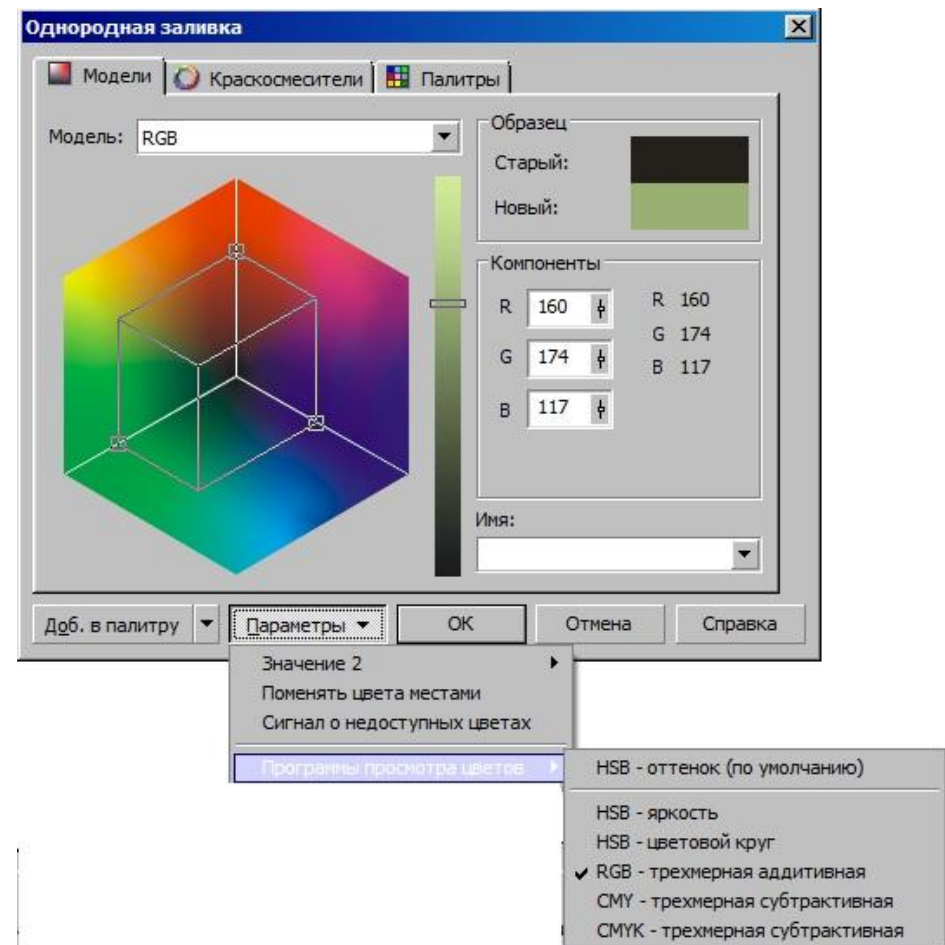 Однородная заливка
Модели Краскосмесители Палитры
Модель: RGB
Образец
Старый:
Новый:
Компоненты
R 160 R 160
G 174 G 174
B 117 B 117
Имя:
Доб. в палитру Параметры OK Отмена Справка
Значение 2
Поменять цвета местами
Сигнал о недоступных цветах
Программы просмотра цветов
HSB - оттенок (по умолчанию)
HSB - яркость
HSB - цветовой круг
RGB - трехмерная аддитивная
CMY - трехмерная субтрактивная
CMYK - трехмерная субтрактивная